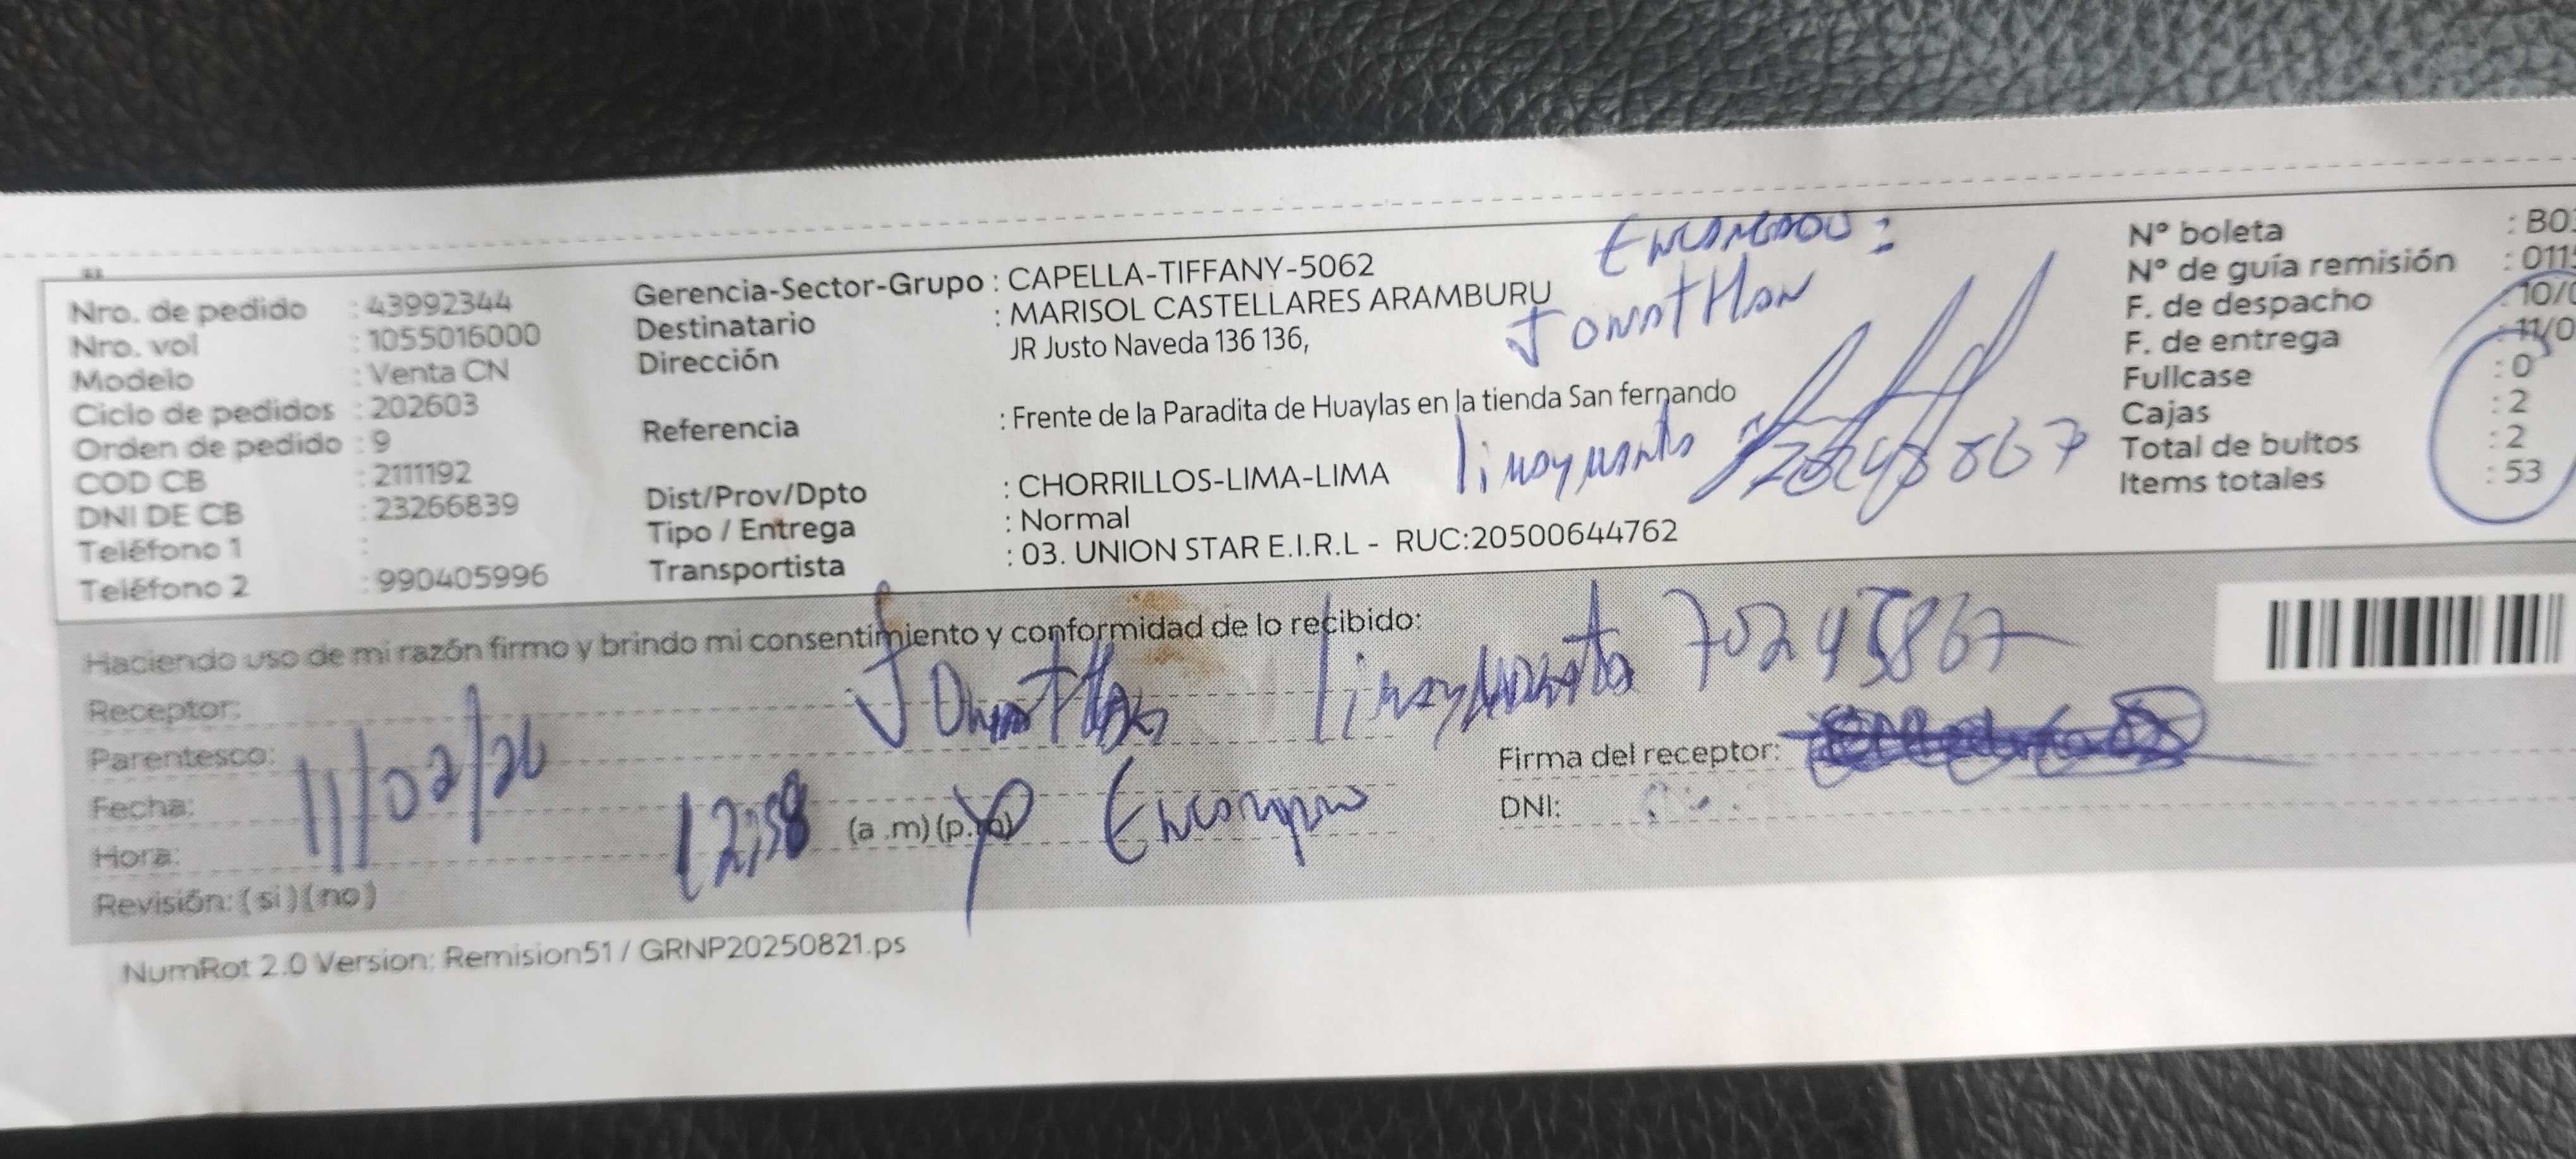 Nro. de pedido : 43992344
Nro. vol : 1055016000
Modelo : Venta CN
Ciclo de pedidos : 202603
Orden de pedido : 9
COD CB : 2111192
DNI DE CB : 23266839
Teléfono 1 :
Teléfono 2 : 990405996
Gerencia-Sector-Grupo : CAPELLA-TIFFANY-5062
Destinatario : MARISOL CASTELLARES ARAMBURU
Dirección JR Justo Naveda 136 136,
Referencia : Frente de la Paradita de Huaylas en la tienda San fernando
Dist/Prov/Dpto : CHORRILLOS-LIMA-LIMA
Tipo / Entrega : Normal
Transportista : 03. UNION STAR E.I.R.L - RUC:20500644762
Encargado:
Jonathan
Nº boleta : B0
Nº de guía remisión : 011
F. de despacho : 10/0
F. de entrega : 11/0
Fullcase : 0
Cajas : 2
Total de bultos : 2
Items totales : 53
Haciendo uso de mi razón firmo y brindo mi consentimiento y conformidad de lo recibido:
Receptor: Jonathan
Parentesco:
Fecha: 11/02/26
Hora: 12:58 (a .m) (p.m)
Encargado
Revisión: (si) (no)
Firma del receptor:
DNI:
NumRot 2.0 Version: Remision51 / GRNP20250821.ps